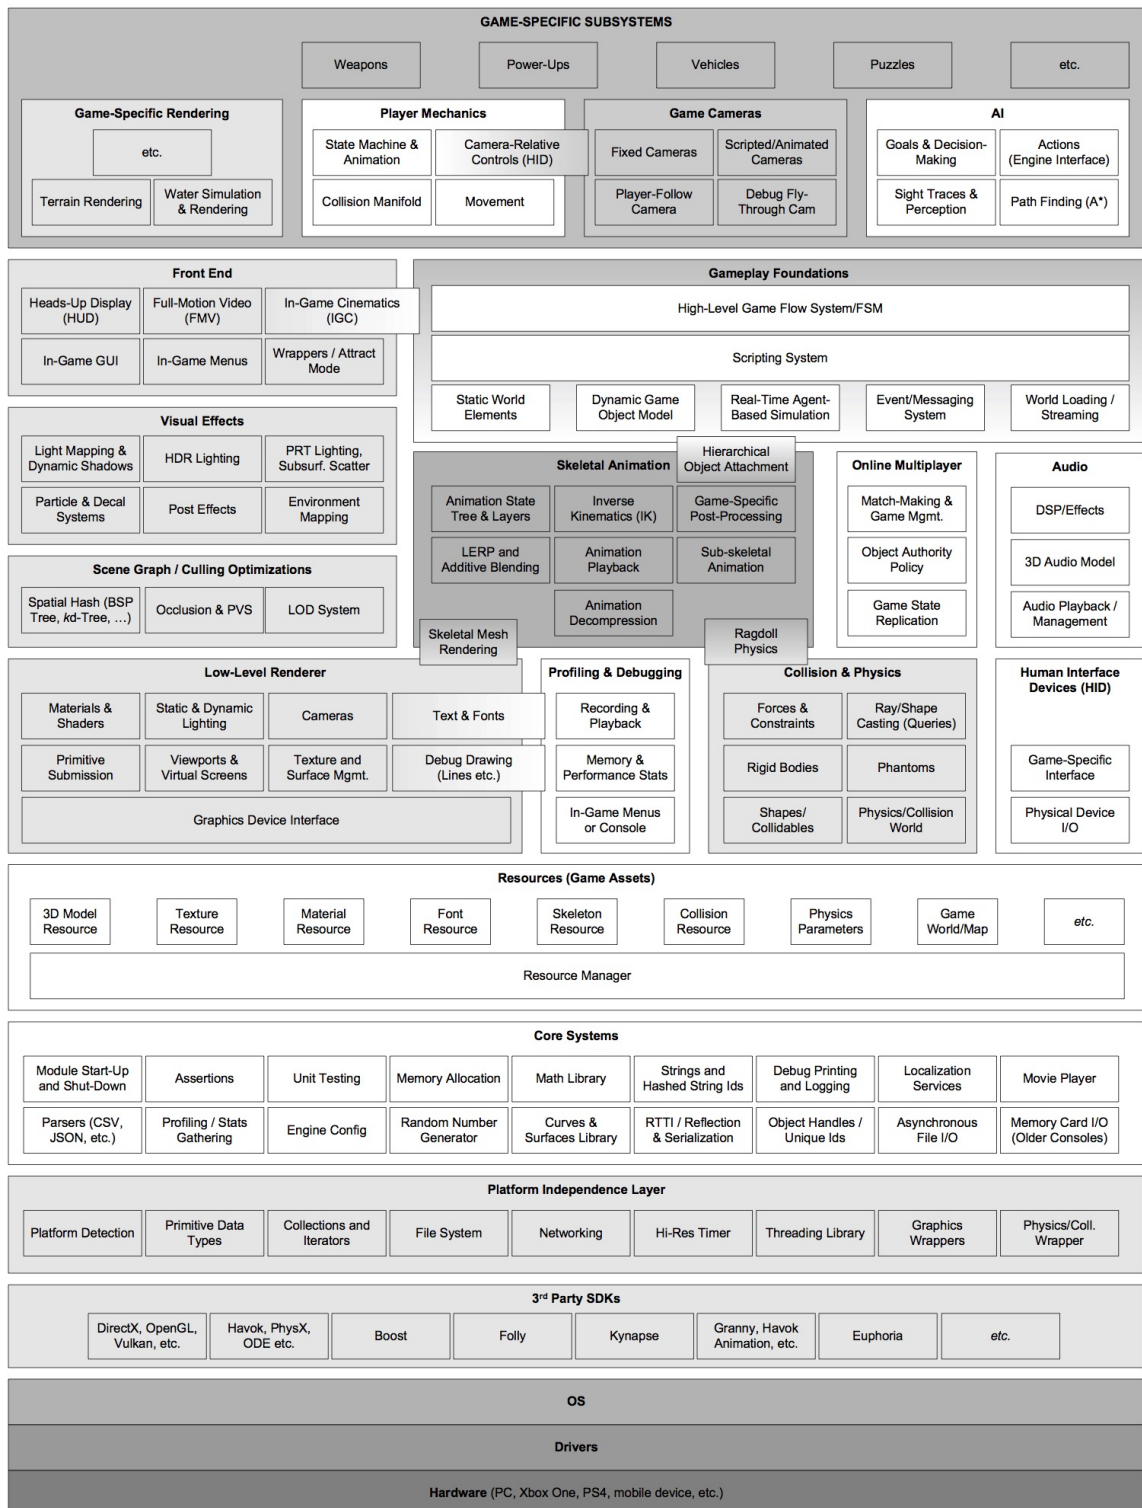 GAME-SPECIFIC SUBSYSTEMS
Weapons
Power-Ups
Vehicles
Puzzles
etc.
Game-Specific Rendering
etc.
Terrain Rendering
Water Simulation
& Rendering
Player Mechanics
State Machine &
Animation
Camera-Relative
Controls (HID)
Collision Manifold
Movement
Game Cameras
Fixed Cameras
Scripted/Animated
Cameras
Player-Follow
Camera
Debug Fly-
Through Cam
AI
Goals & Decision-
Making
Actions
(Engine Interface)
Sight Traces &
Perception
Path Finding (A*)
Front End
Heads-Up Display
(HUD)
Full-Motion Video
(FMV)
In-Game Cinematics
(IGC)
In-Game GUI
In-Game Menus
Wrappers / Attract
Mode
Gameplay Foundations
High-Level Game Flow System/FSM
Scripting System
Static World
Elements
Dynamic Game
Object Model
Real-Time Agent-
Based Simulation
Event/Messaging
System
World Loading /
Streaming
Visual Effects
Light Mapping &
Dynamic Shadows
HDR Lighting
PRT Lighting,
Subsurf. Scatter
Particle & Decal
Systems
Post Effects
Environment
Mapping
Hierarchical
Object Attachment
Skeletal Animation
Animation State
Tree & Layers
Inverse
Kinematics (IK)
Game-Specific
Post-Processing
LERP and
Additive Blending
Animation
Playback
Sub-skeletal
Animation
Animation
Decompression
Online Multiplayer
Match-Making &
Game Mgmt.
Object Authority
Policy
Game State
Replication
Audio
DSP/Effects
3D Audio Model
Audio Playback /
Management
Scene Graph / Culling Optimizations
Spatial Hash (BSP
Tree, kd-Tree, …)
Occlusion & PVS
LOD System
Skeletal Mesh
Rendering
Ragdoll
Physics
Low-Level Renderer
Materials &
Shaders
Static & Dynamic
Lighting
Cameras
Text & Fonts
Primitive
Submission
Viewports &
Virtual Screens
Texture and
Surface Mgmt.
Debug Drawing
(Lines etc.)
Graphics Device Interface
Profiling & Debugging
Recording &
Playback
Memory &
Performance Stats
In-Game Menus
or Console
Collision & Physics
Forces &
Constraints
Ray/Shape
Casting (Queries)
Rigid Bodies
Phantoms
Shapes/
Collidables
Physics/Collision
World
Human Interface
Devices (HID)
Game-Specific
Interface
Physical Device
I/O
Resources (Game Assets)
3D Model
Resource
Texture
Resource
Material
Resource
Font
Resource
Skeleton
Resource
Collision
Resource
Physics
Parameters
Game
World/Map
etc.
Resource Manager
Core Systems
Module Start-Up
and Shut-Down
Assertions
Unit Testing
Memory Allocation
Math Library
Strings and
Hashed String Ids
Debug Printing
and Logging
Localization
Services
Movie Player
Parsers (CSV,
JSON, etc.)
Profiling / Stats
Gathering
Engine Config
Random Number
Generator
Curves &
Surfaces Library
RTTI / Reflection
& Serialization
Object Handles /
Unique Ids
Asynchronous
File I/O
Memory Card I/O
(Older Consoles)
Platform Independence Layer
Platform Detection
Primitive Data
Types
Collections and
Iterators
File System
Networking
Hi-Res Timer
Threading Library
Graphics
Wrappers
Physics/Coll.
Wrapper
3rd Party SDKs
DirectX, OpenGL,
Vulkan, etc.
Havok, PhysX,
ODE etc.
Boost
Folly
Kynapse
Granny, Havok
Animation, etc.
Euphoria
etc.
OS
Drivers
Hardware (PC, Xbox One, PS4, mobile device, etc.)